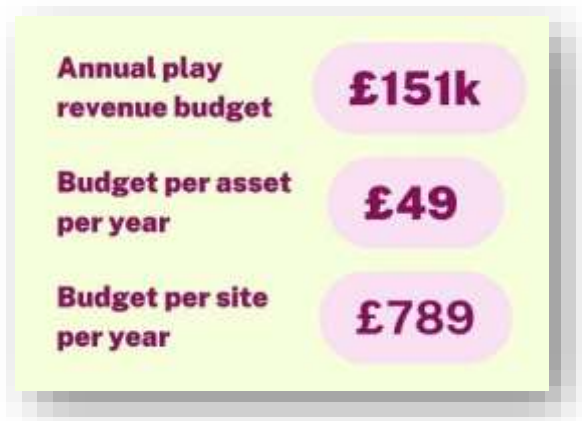 Annual play
revenue budget
£151k
Budget per asset
per year
£49
Budget per site
per year
£789